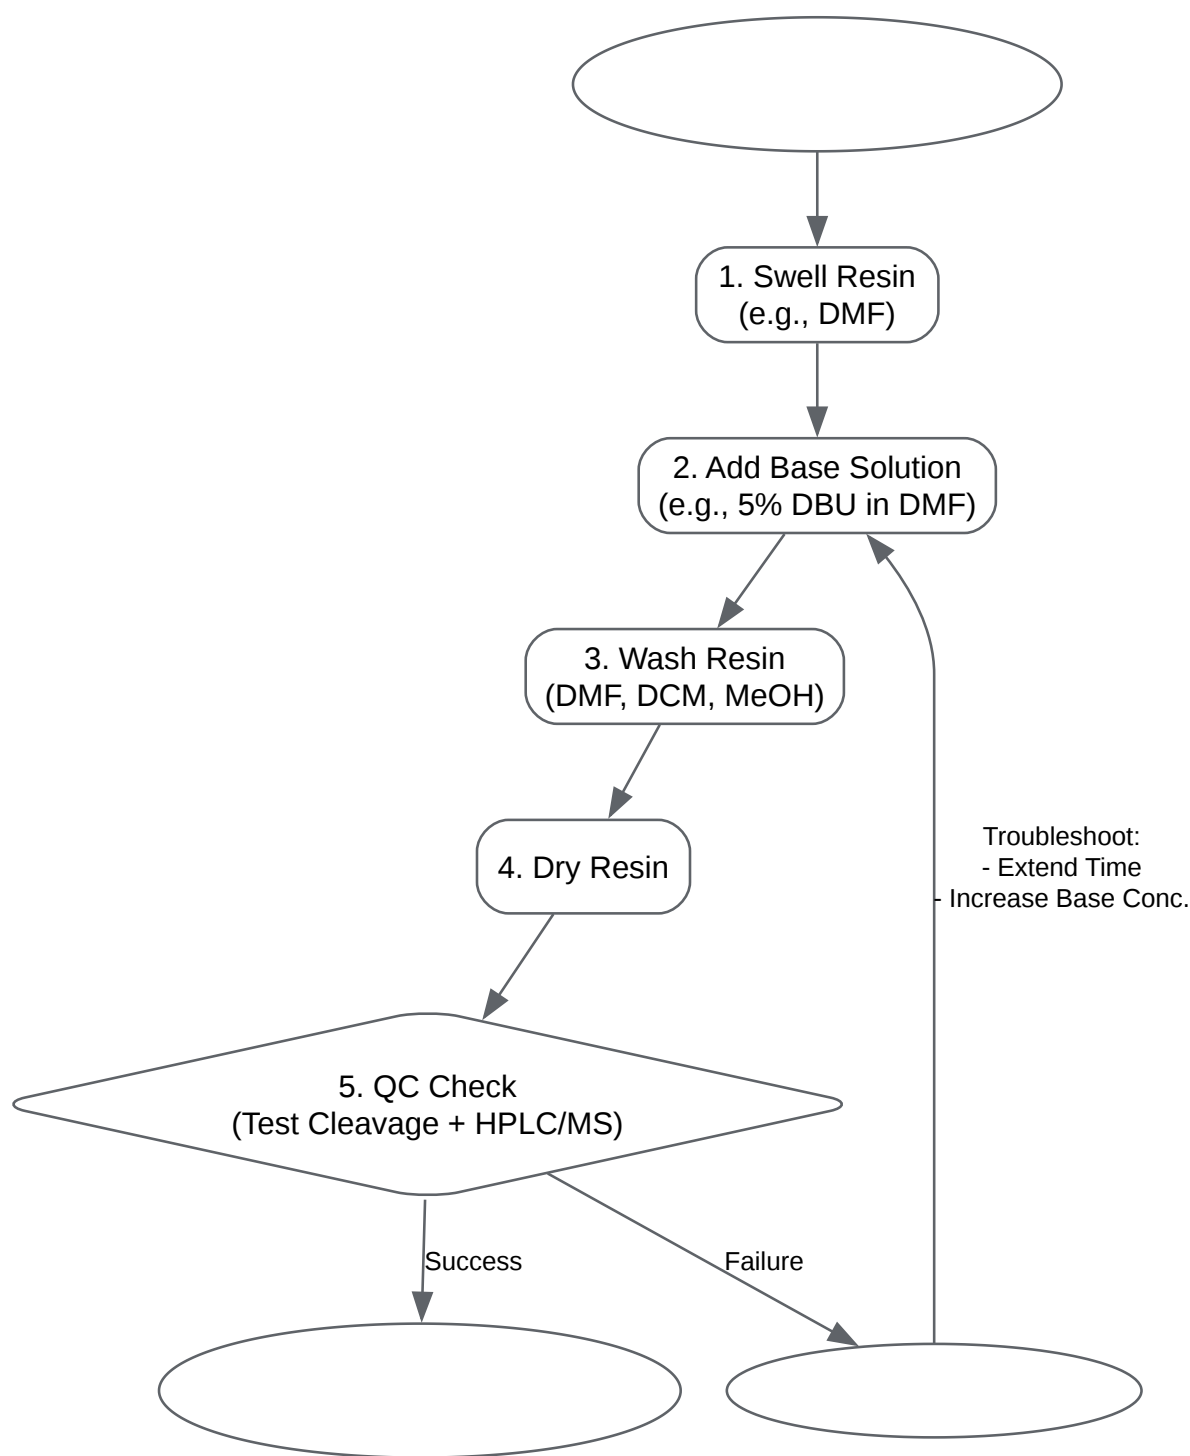 1. Swell Resin
(e.g., DMF)
2. Add Base Solution
(e.g., 5% DBU in DMF)
3. Wash Resin
(DMF, DCM, MeOH)
4. Dry Resin
Troubleshoot:
- Extend Time
- Increase Base Conc.
5. QC Check
(Test Cleavage + HPLC/MS)
Success
Failure